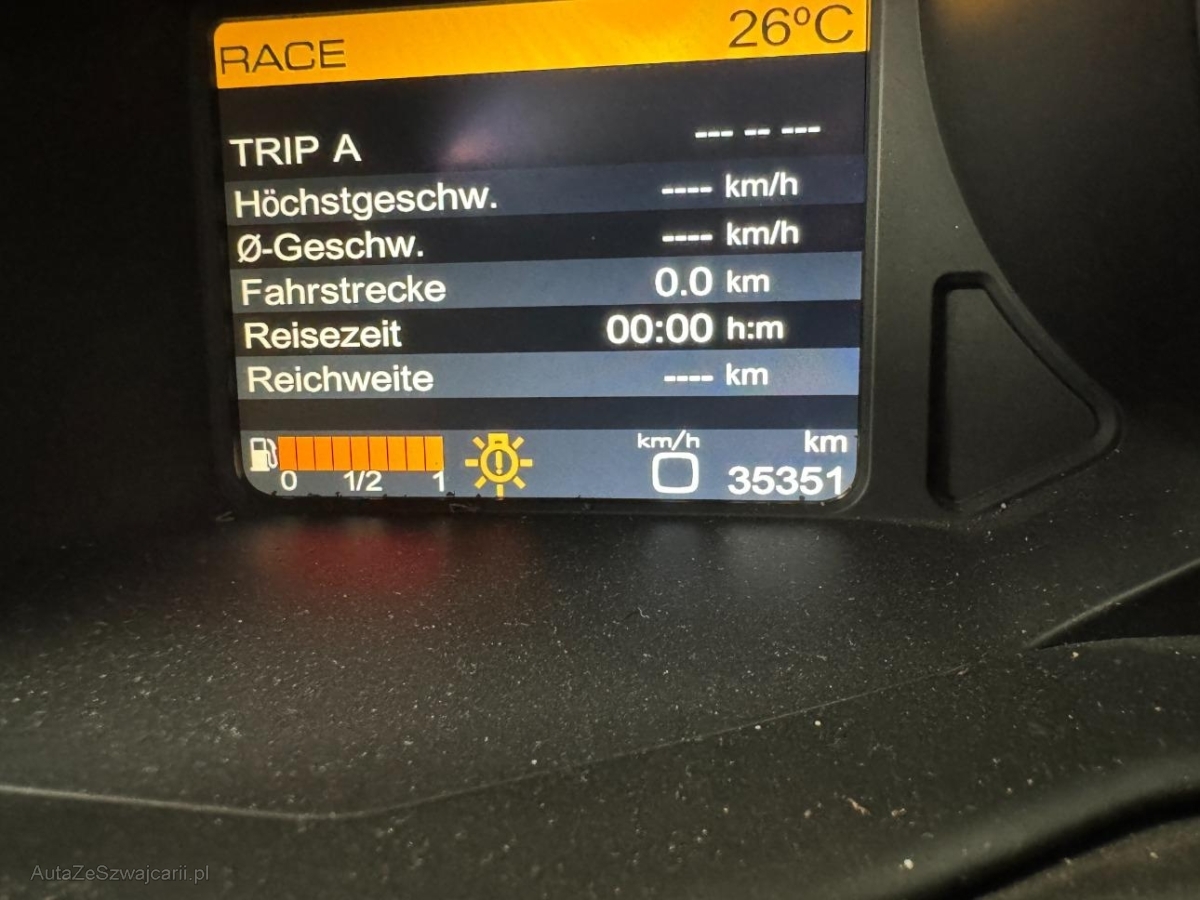 RACE 26°C
TRIP A --- -- ---
Höchstgeschw. ---- km/h
Ø-Geschw. ---- km/h
Fahrstrecke 0.0 km
Reisezeit 00:00 h:m
Reichweite ---- km
km/h km
0 1/2 1 0 35351
AutaZeSzwajcarii.pl